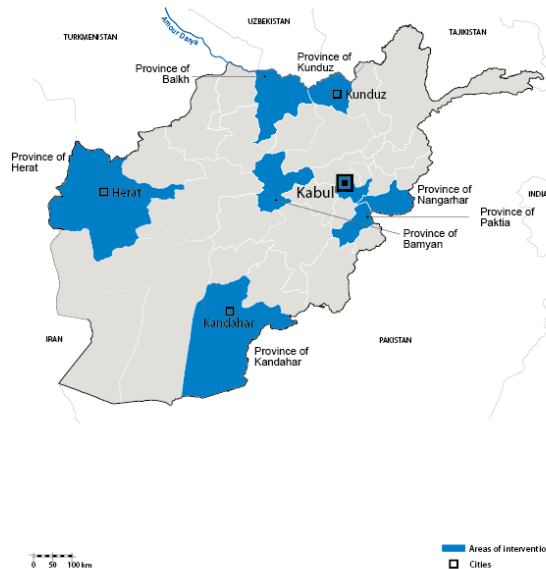 UZBEKISTAN
TURKMENISTAN
TAJIKISTAN
Amour Daiya
Province of
Balkh
Province of
Kunduz
Kunduz
Province of
Herat
Herat
Kabul
Province of
Nangarhar
INDI
Province of
Paktia
Province of
Bamyan
Kandahar
IRAN
Province of
Kandahar
PAKISTAN
0 50 100 km
Areas of interventio
Cities